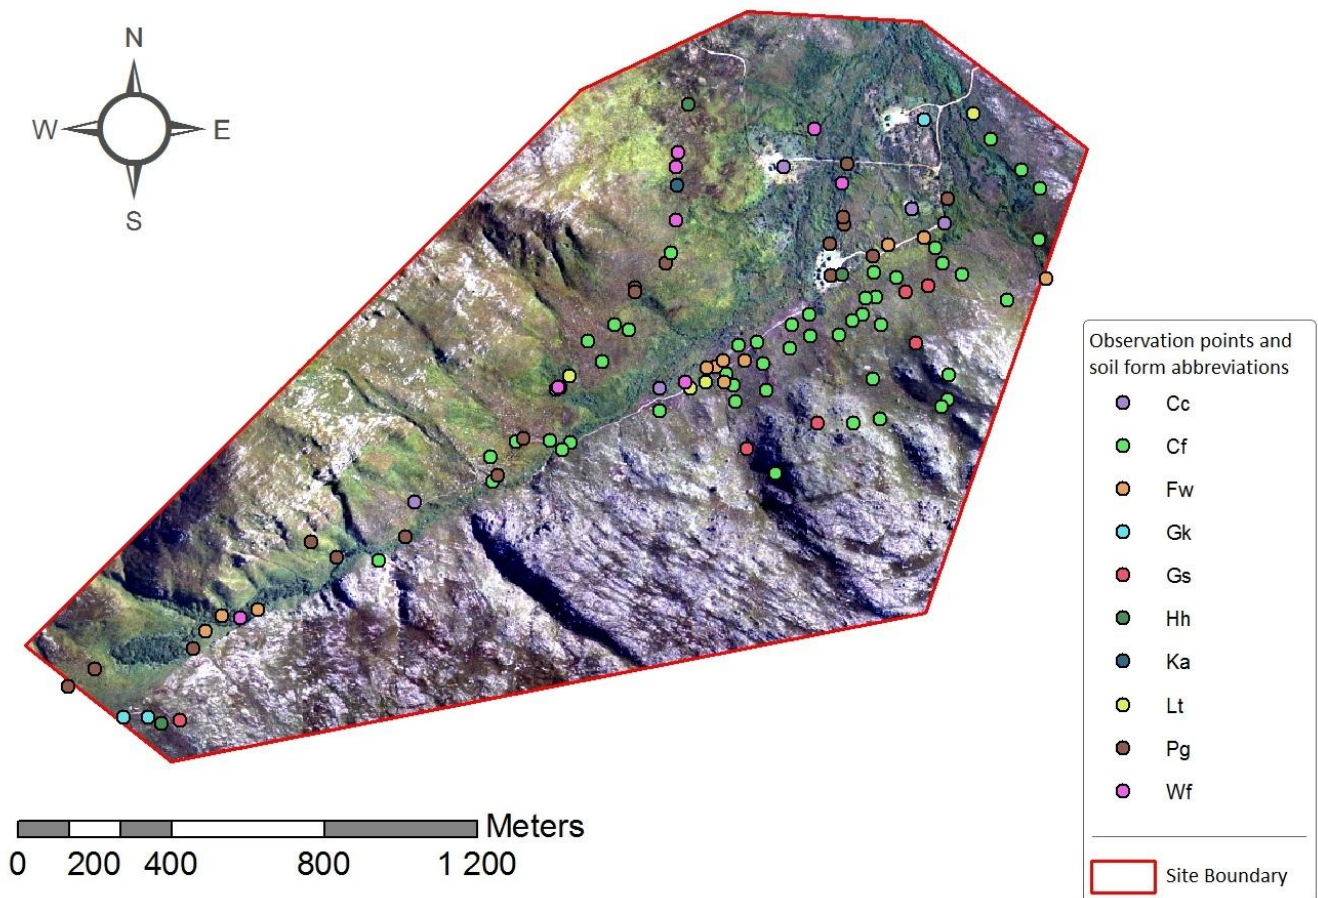 N
W E
S
Observation points and
soil form abbreviations
Cc
Cf
Fw
Gk
Gs
Hh
Ka
Lt
Pg
Wf
Site Boundary
Meters
0 200 400 800 1 200